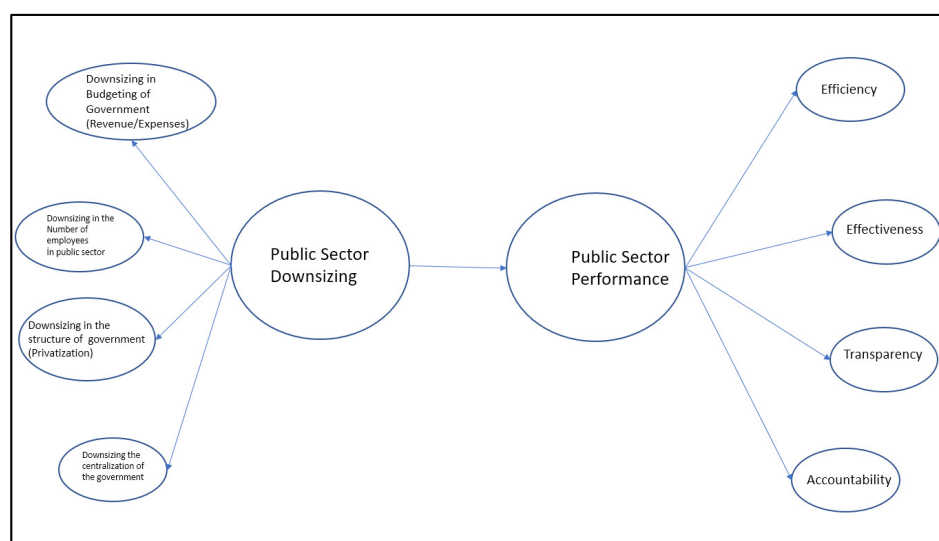 Downsizing in
Budgeting of
Government
(Revenue/Expenses)
Downsizing in the
Number of
employees
in public sector
Downsizing in the
structure of government
(Privatization)
Downsizing the
centralization of
the government
Public Sector
Downsizing
Public Sector
Performance
Efficiency
Effectiveness
Transparency
Accountability